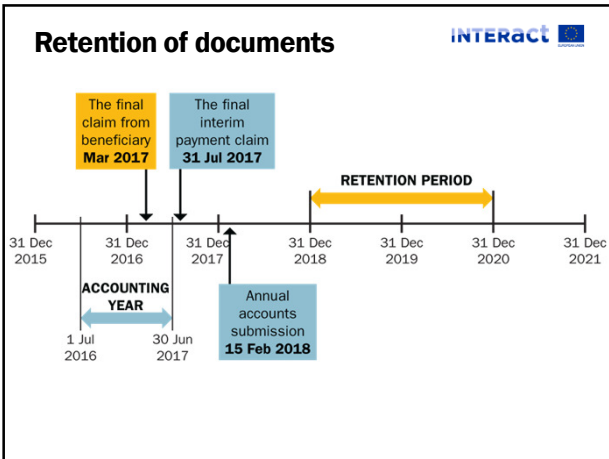 Retention of documents
INTERact
EUROPEAN UNION
The final
claim from
beneficiary
Mar 2017
The final
interim
payment claim
31 Jul 2017
RETENTION PERIOD
31 Dec
2015
31 Dec
2016
31 Dec
2017
31 Dec
2018
31 Dec
2019
31 Dec
2020
31 Dec
2021
ACCOUNTING
YEAR
1 Jul
2016
30 Jun
2017
Annual
accounts
submission
15 Feb 2018